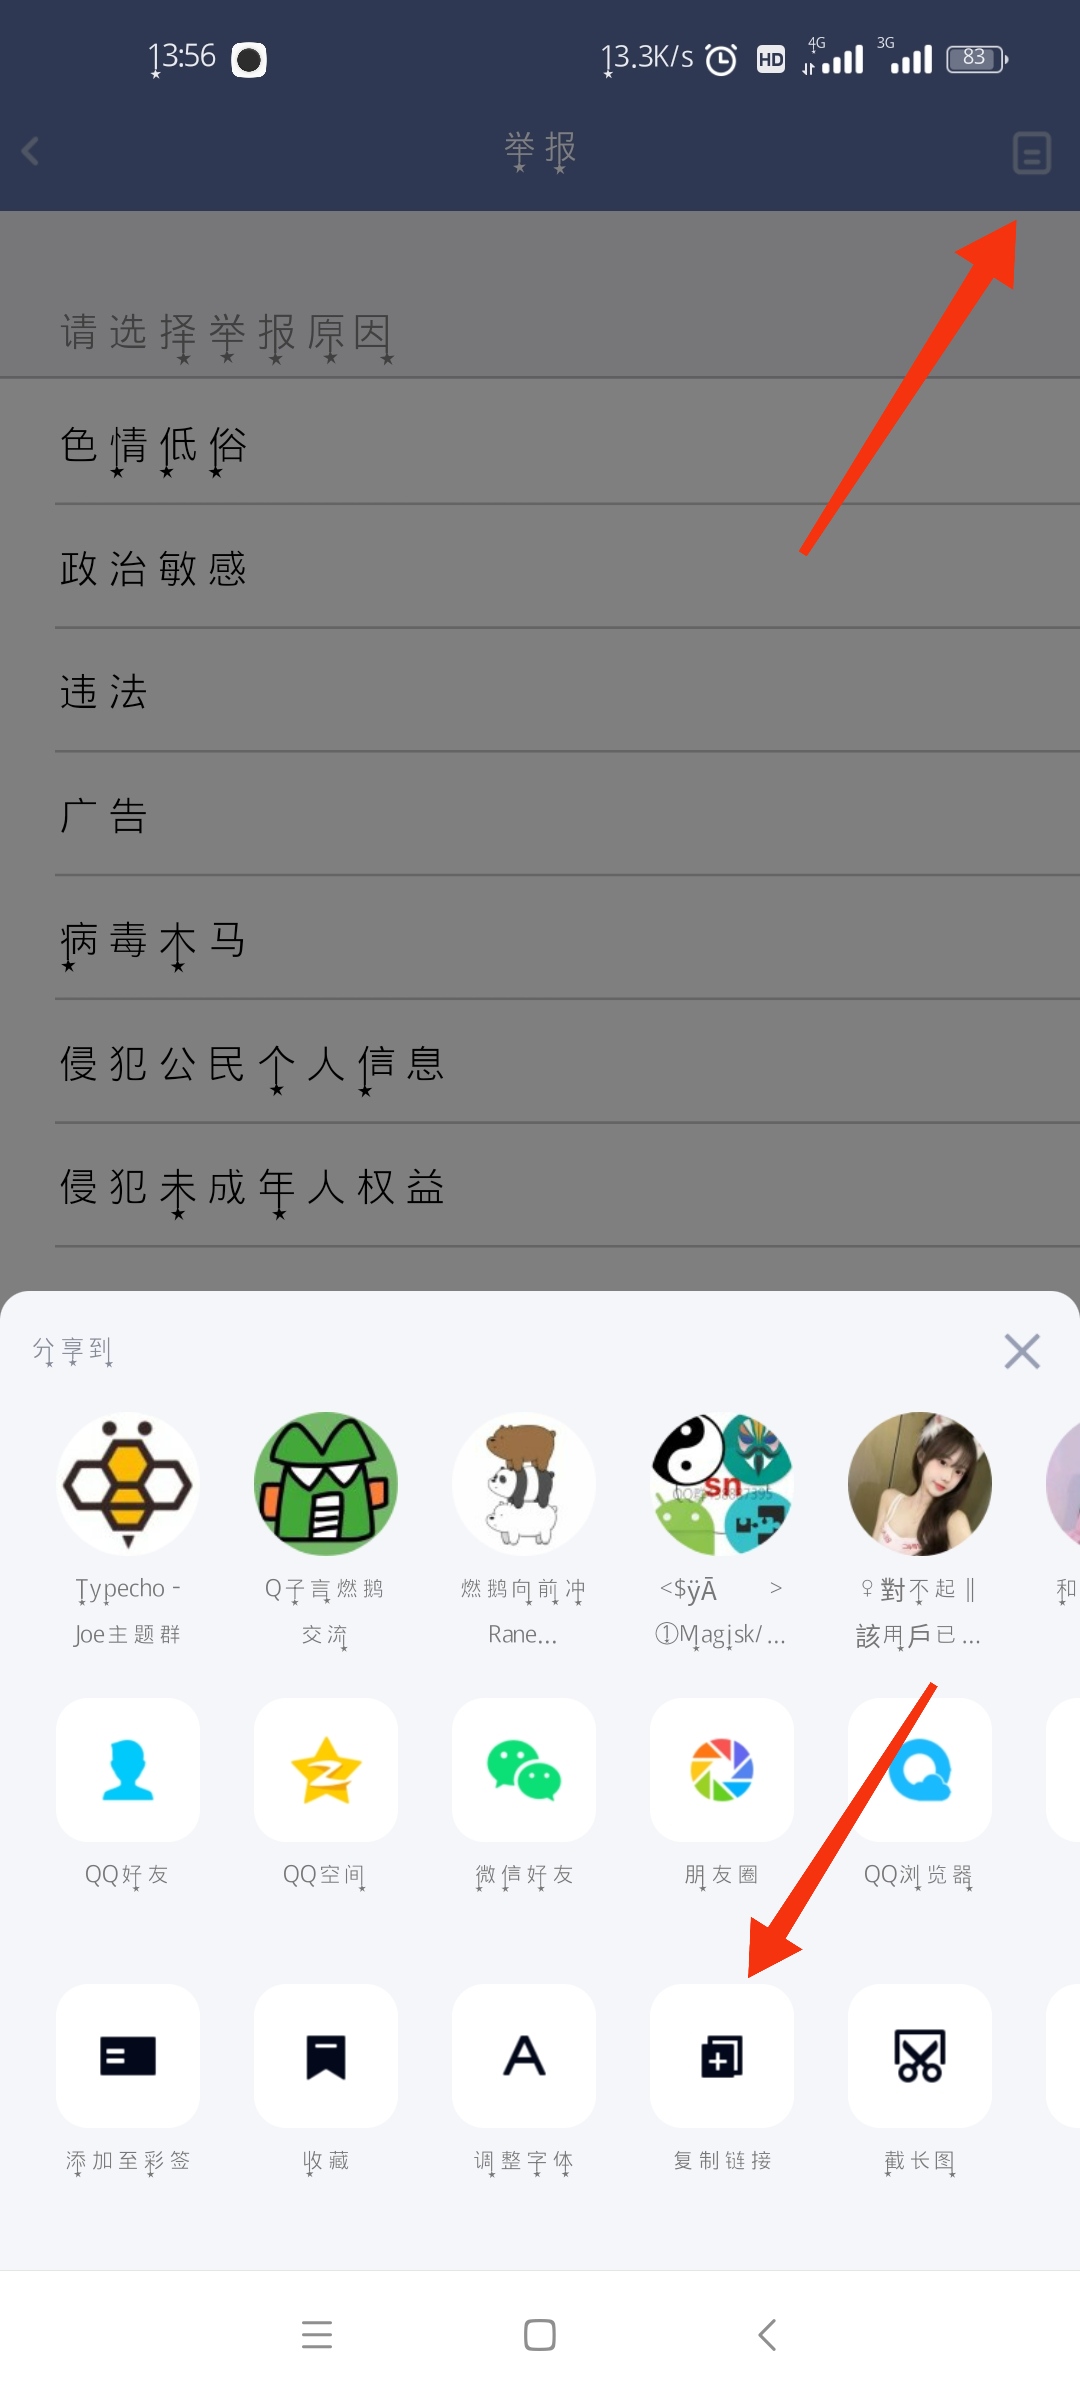 13:56 13.3K/s HD 4G 3G 83
举报
请选择举报原因
色情低俗
政治敏感
违法
广告
病毒木马
侵犯公民个人信息
侵犯未成年人权益
分享到
Typecho -
Joe主题群
Q子言燃鹅
交流
燃鹅向前冲
Rane...
<$ÿĀ >
①Magisk/...
♀對不起‖
該用戶已...
和
sn
QQ好友
QQ空间
微信好友
朋友圈
QQ浏览器
添加至彩签
收藏
调整字体
复制链接
截长图